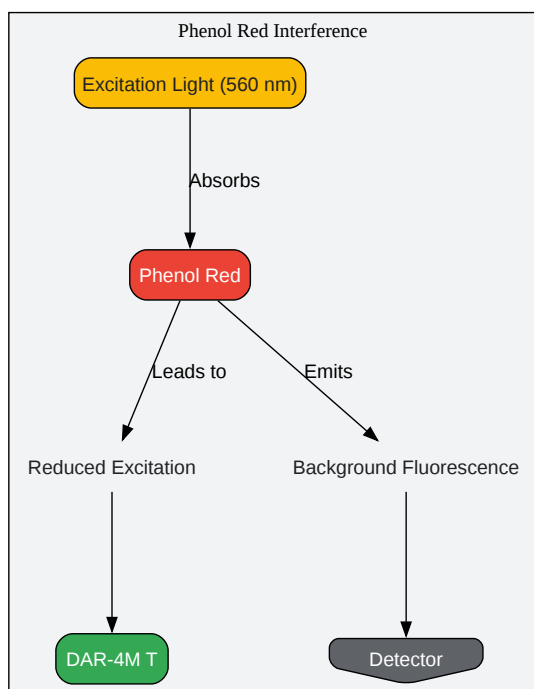 Phenol Red Interference
Excitation Light (560 nm)
Absorbs
Phenol Red
Leads to
Emits
Reduced Excitation
Background Fluorescence
DAR-4M T
Detector